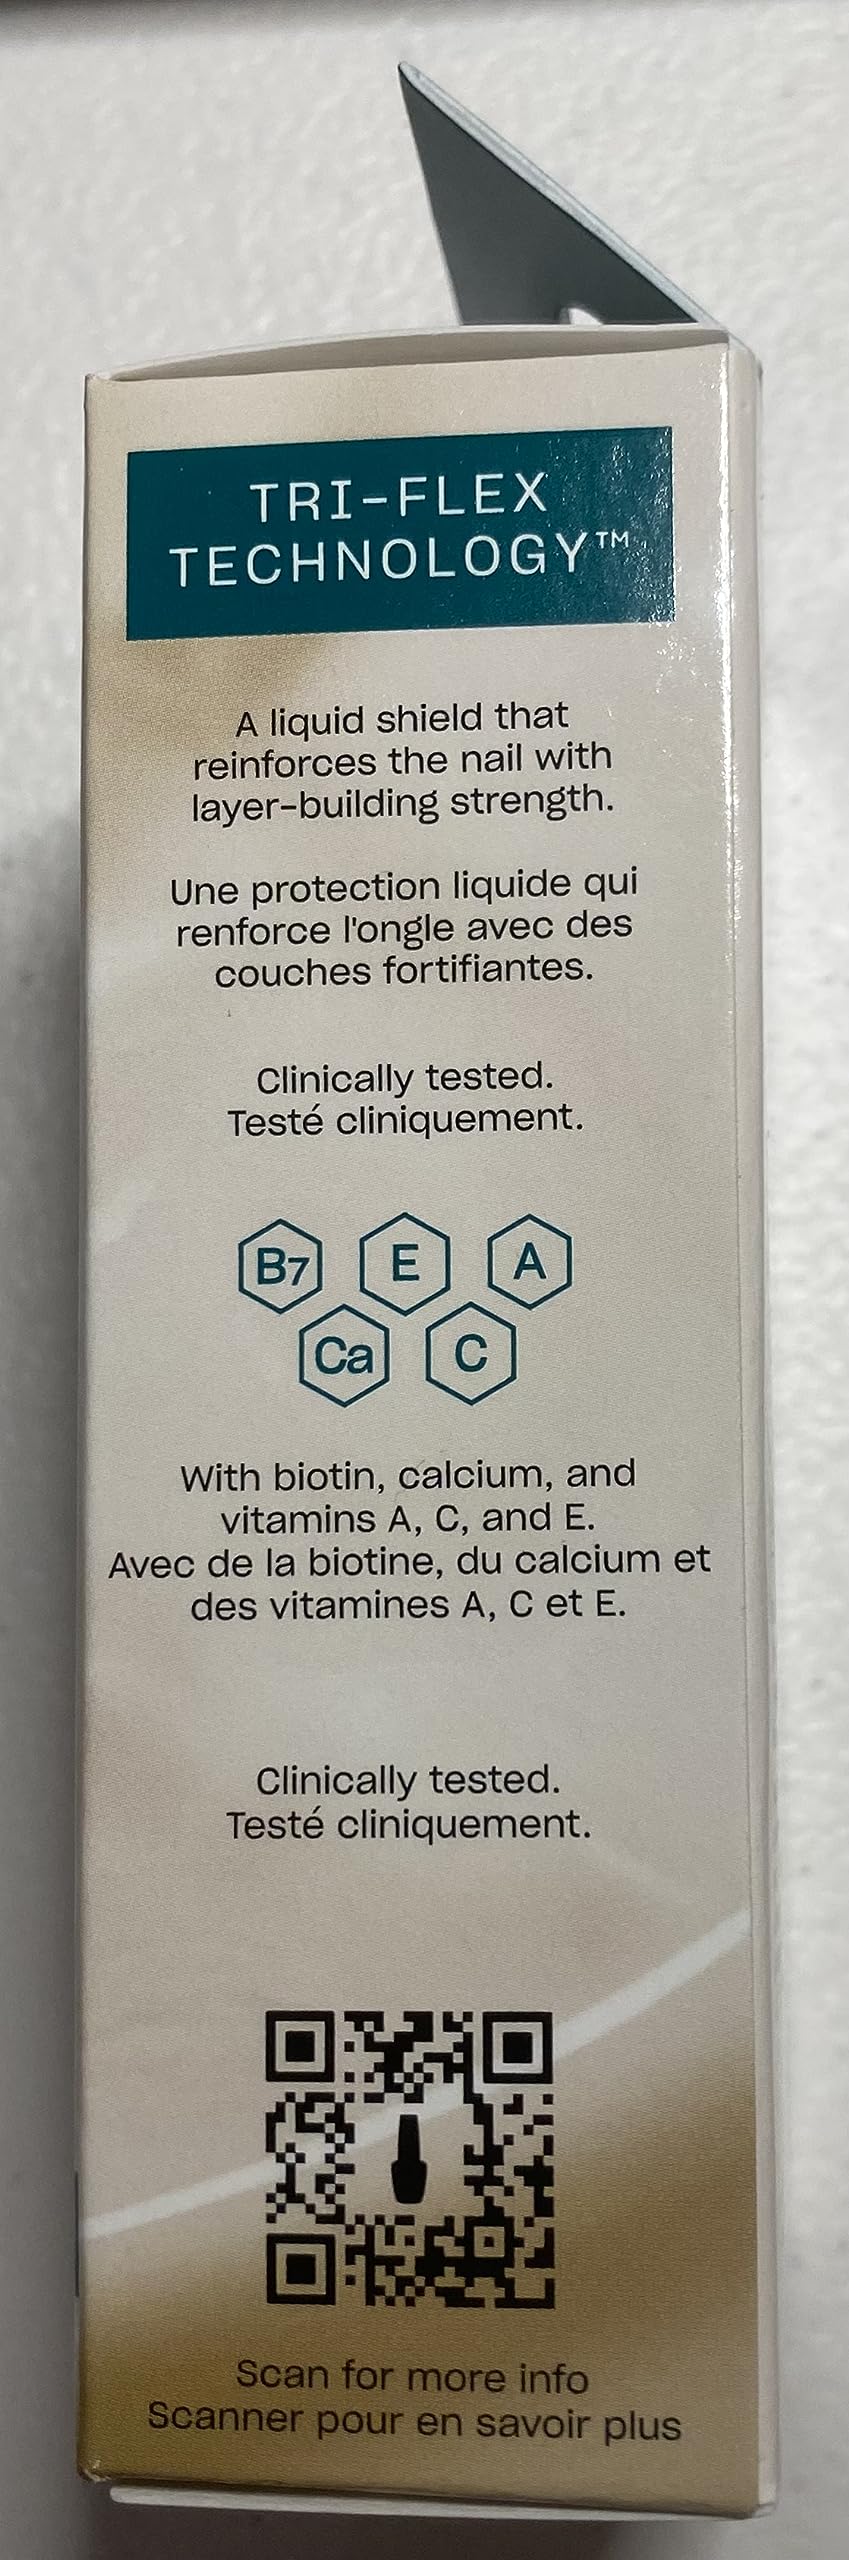 TRI-FLEX
TECHNOLOGY™
A liquid shield that
reinforces the nail with
layer-building strength.
Une protection liquide qui
renforce l'ongle avec des
couches fortifiantes.
Clinically tested.
Testé cliniquement.
B7 E A
Ca C
With biotin, calcium, and
vitamins A, C, and E.
Avec de la biotine, du calcium et
des vitamines A, C et E.
Clinically tested.
Testé cliniquement.
Scan for more info
Scanner pour en savoir plus